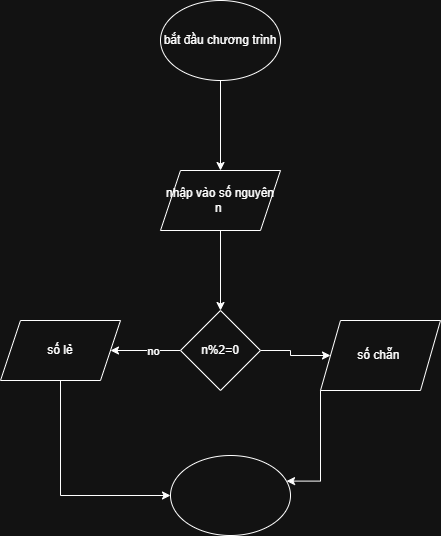 bắt đầu chương trình
nhập vào số nguyên
n
số lẻ
no
n%2=0
số chẵn